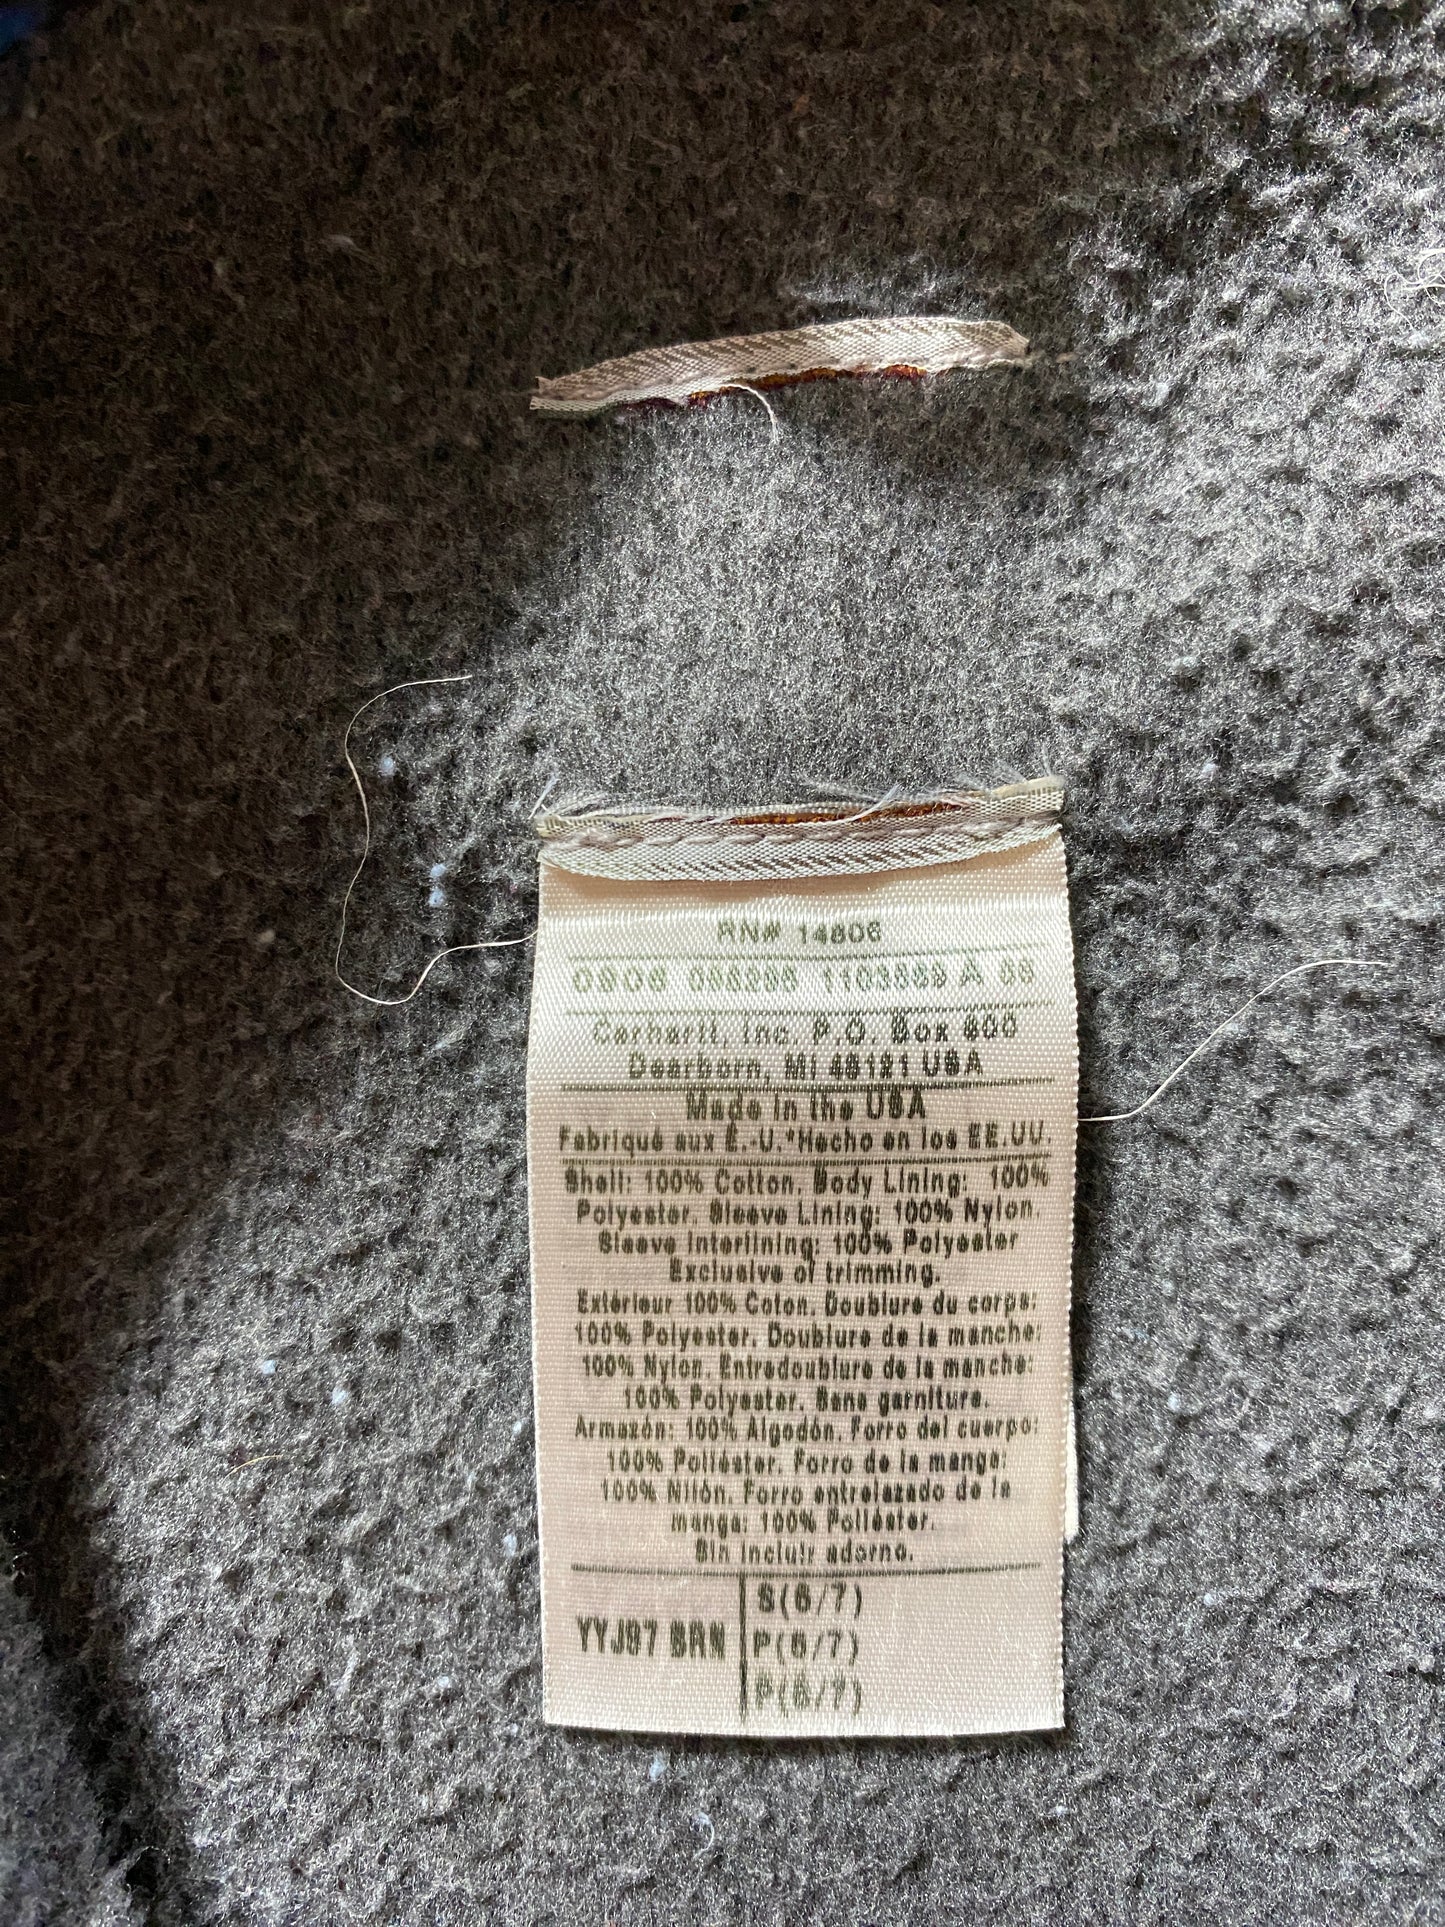 RN# 14806
0906 1103589 A 08
Carhartt, Inc. P.O. Box 600
Dearborn, MI 48121 USA
Made in the USA
Fabriqué aux É.-U.*Hecho en los EE.UU.
Shell: 100% Cotton. Body Lining: 100%
Polyester. Sleeve Lining: 100% Nylon.
Sleeve Interlining: 100% Polyester
Exclusive of trimming.
Extérieur 100% Coton. Doublure du corps:
100% Polyester. Doublure de la manche:
100% Nylon. Entredoublure de la manche:
100% Polyester. Sans garniture.
Armazón: 100% Algodón. Forro del cuerpo:
100% Poliéster. Forro de la manga:
100% Nilón. Forro entrelazado de la
manga: 100% Poliéster.
Sin incluir adorno.
S(6/7)
YYJ97 BRN P(6/7)
P(6/7)